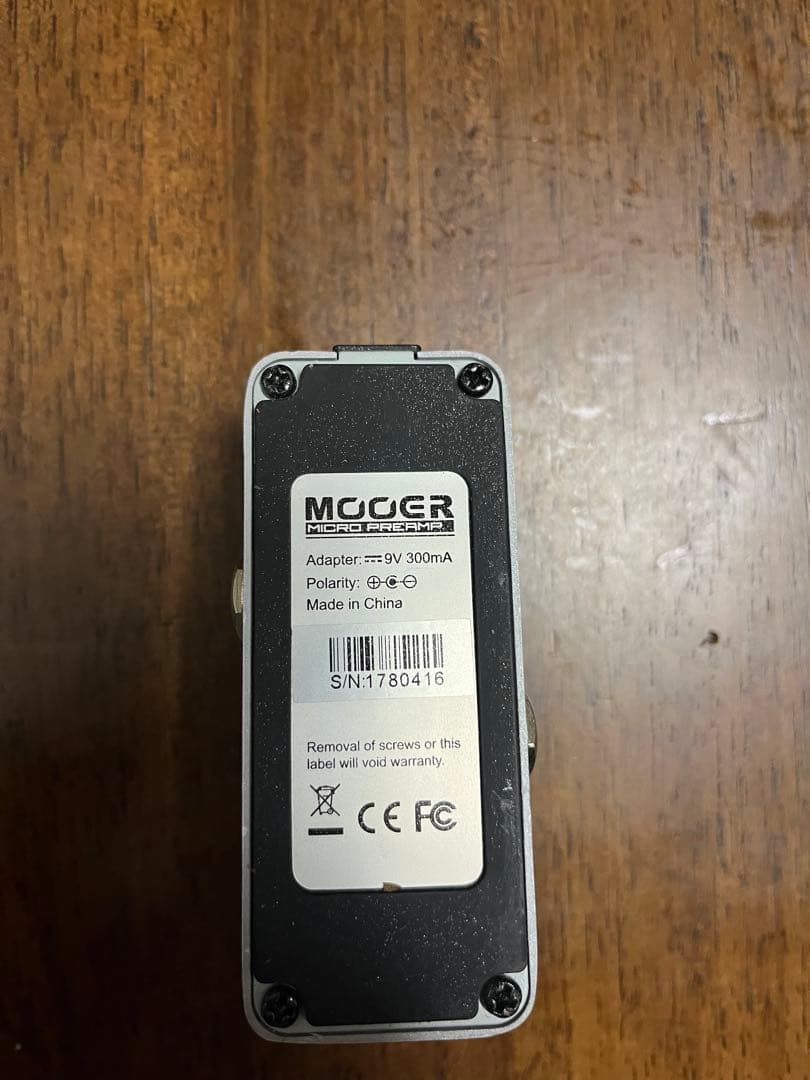 MOOER
MICRO PREAMP
Adapter: 9V 300mA
Polarity:
Made in China
S/N:1780416
Removal of screws or this
label will void warranty.
CE FC